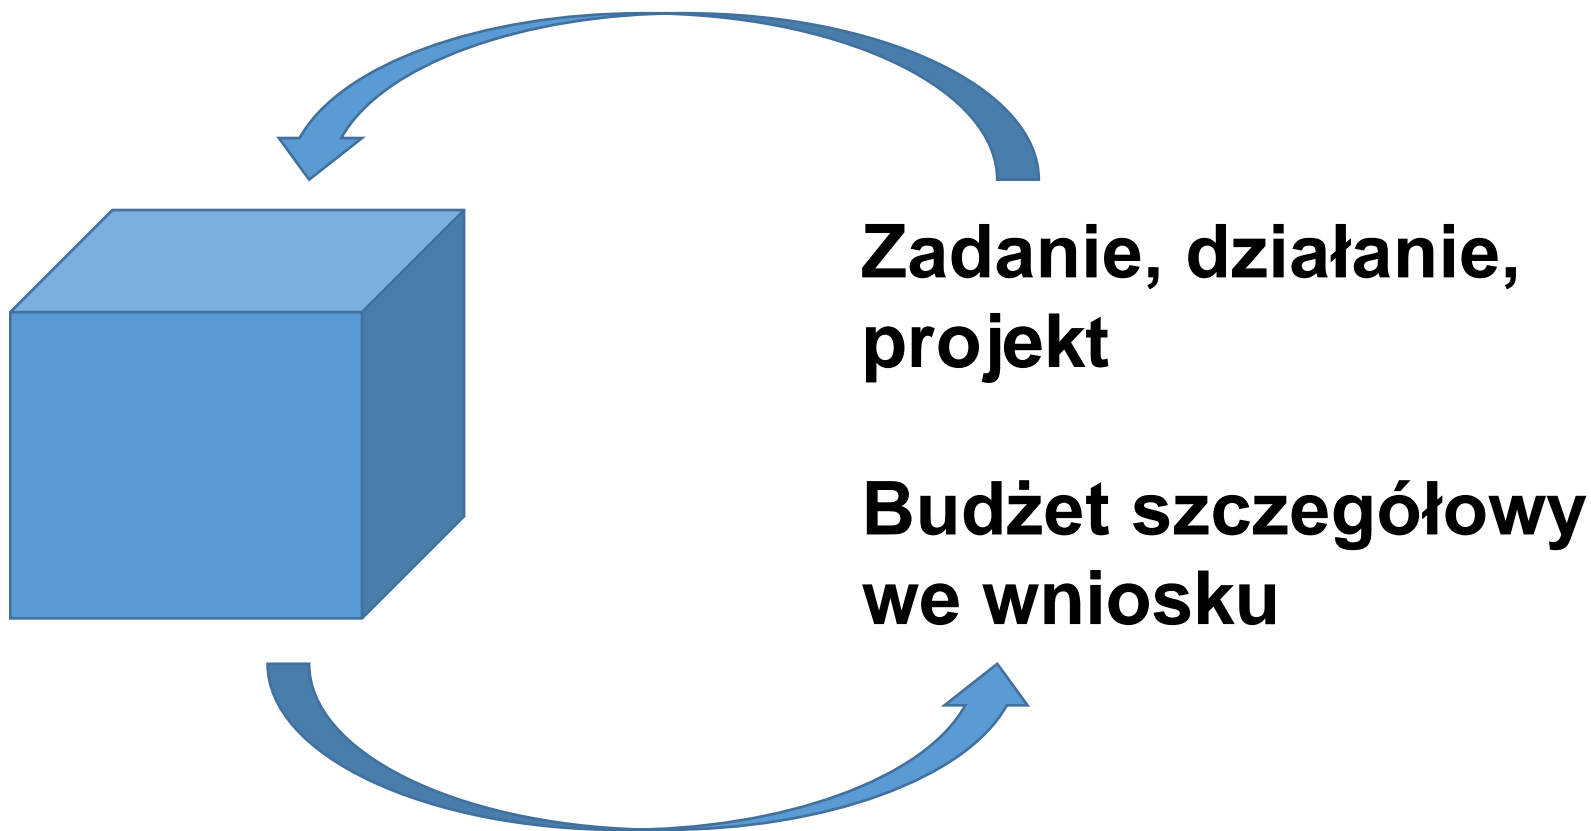 Zadanie, działanie,
projekt
Budżet szczegółowy
we wniosku